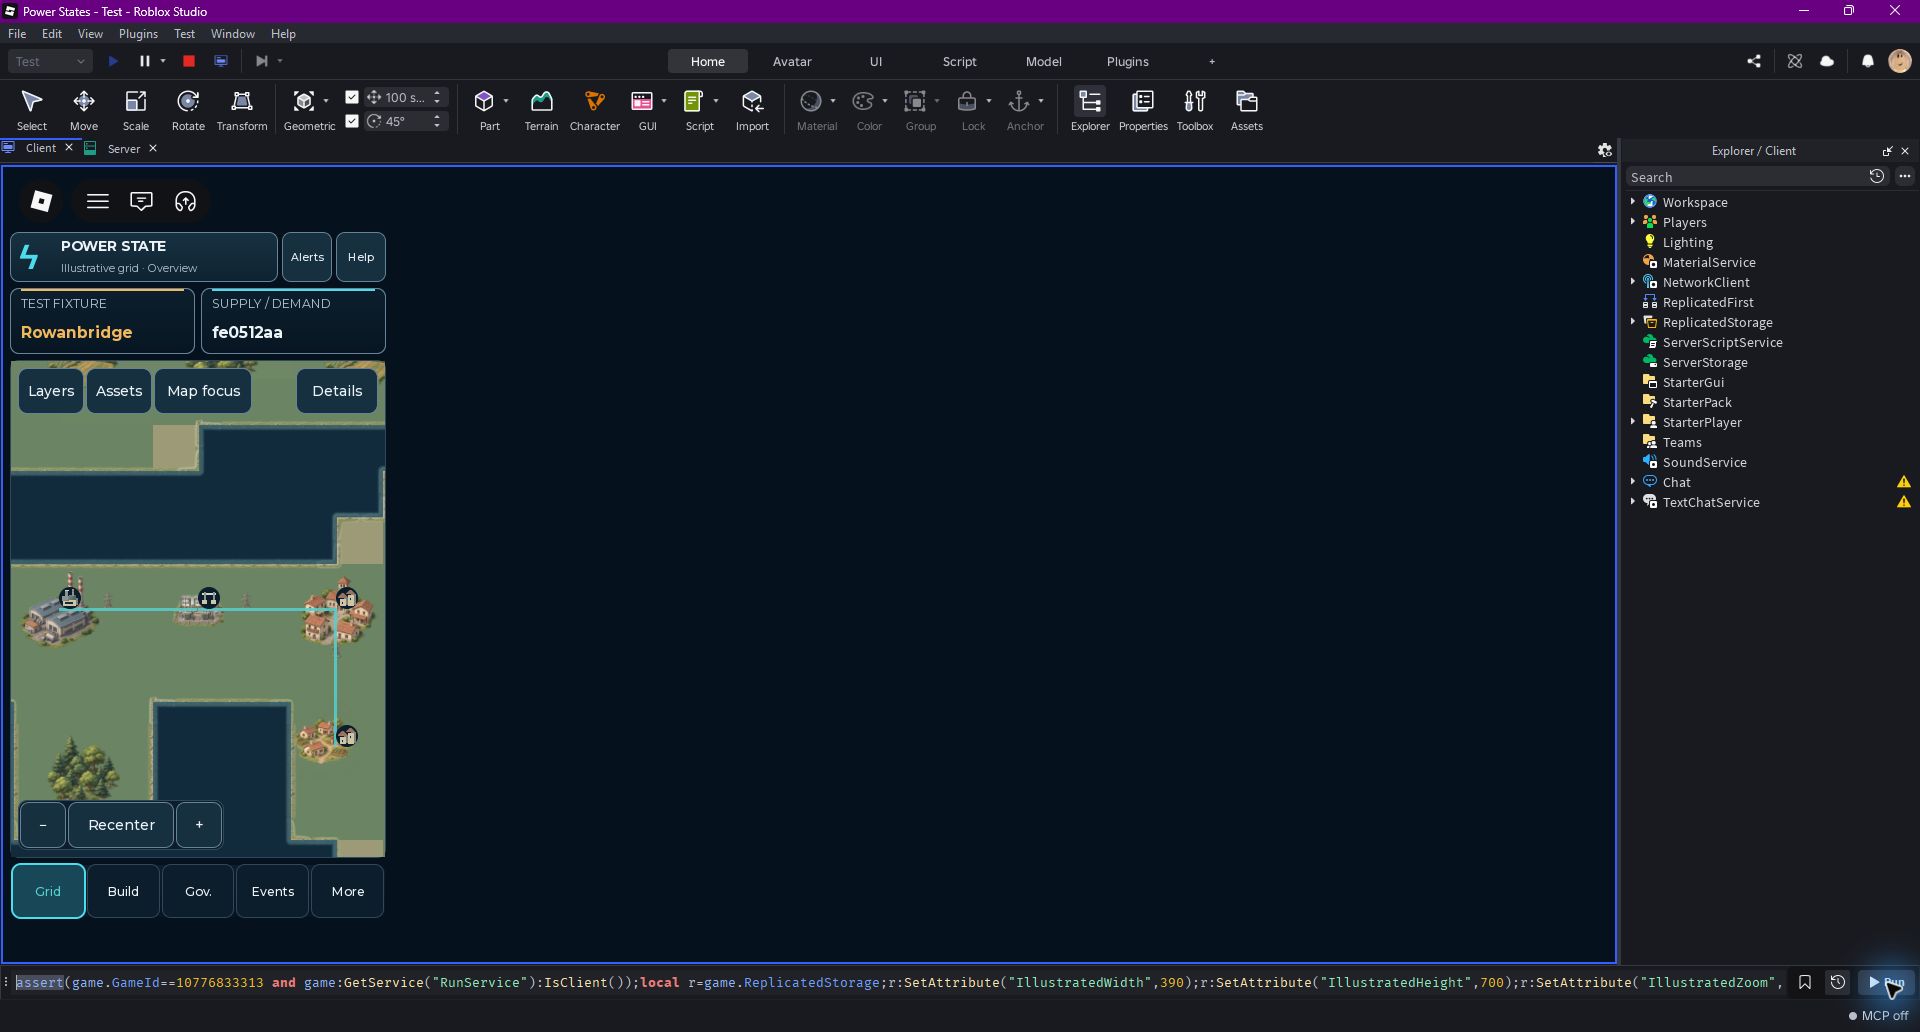 Power States - Test - Roblox Studio
File Edit View Plugins Test Window Help
Test
Home Avatar UI Script Model Plugins +
Select Move Scale Rotate Transform Geometric
100 s...
45°
Part Terrain Character GUI Script Import Material Color Group Lock Anchor Explorer Properties Toolbox Assets
Client Server
Explorer / Client
Search
Workspace
Players
Lighting
MaterialService
NetworkClient
ReplicatedFirst
ReplicatedStorage
ServerScriptService
ServerStorage
StarterGui
StarterPack
StarterPlayer
Teams
SoundService
Chat
TextChatService
POWER STATE
Illustrative grid · Overview
Alerts Help
TEST FIXTURE
Rowanbridge
SUPPLY / DEMAND
fe0512aa
Layers Assets Map focus Details
− Recenter +
Grid Build Gov. Events More
assert(game.GameId==10776833313 and game:GetService("RunService"):IsClient());local r=game.ReplicatedStorage;r:SetAttribute("IllustratedWidth",390);r:SetAttribute("IllustratedHeight",700);r:SetAttribute("IllustratedZoom",
MCP off